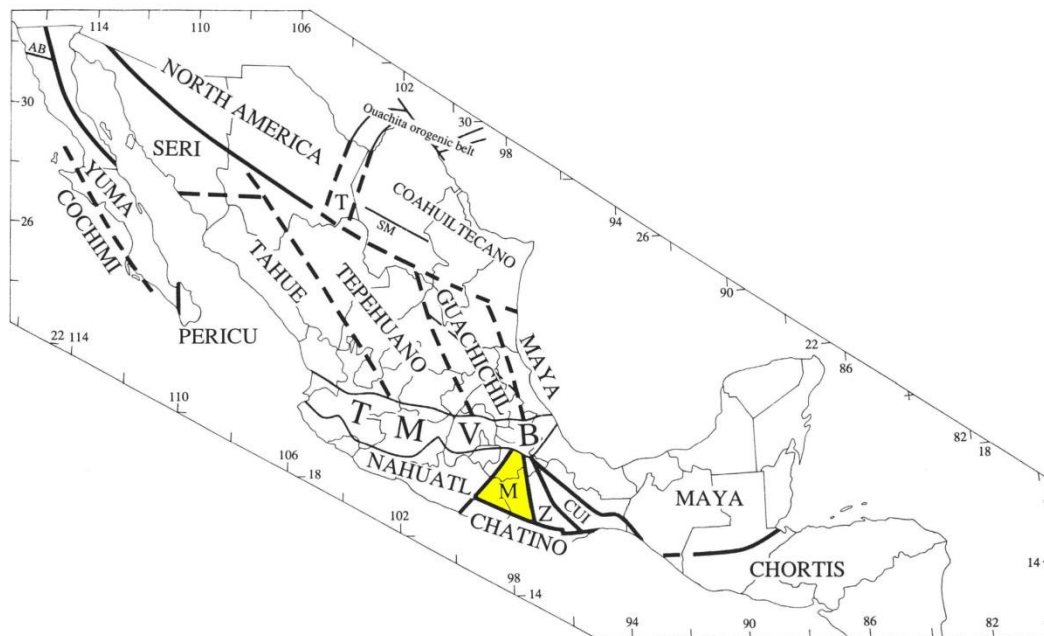 114
110
106
AB
102
30
NORTH AMERICA
30
98
Ouachita orogenic belt
SERI
94
YUMA
T
COAHUILTECANO
26
SM
26
COCHIMI
TAHUE
TEPEHUANO
GUACHICHIL
90
PERICU
22
114
MAYA
22
86
110
T M V B
82
18
106
18
NAHUATL
M
Z
CUI
MAYA
102
CHATINO
CHORTIS
14
98
14
94
90
86
82